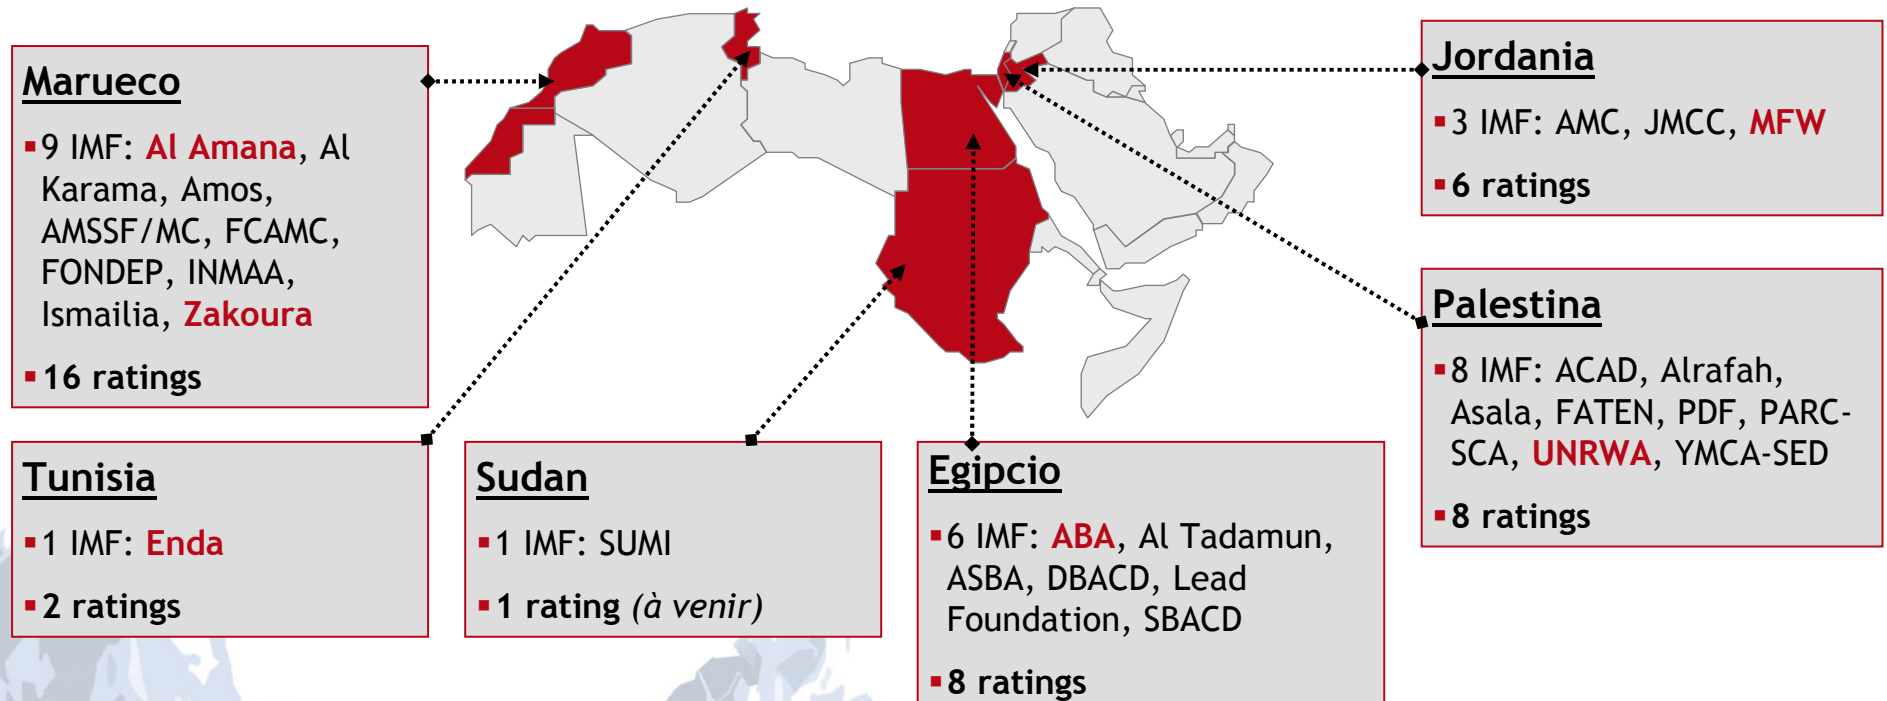 Marueco
▪9 IMF: Al Amana, Al
Karama, Amos,
AMSSF/MC, FCAMC,
FONDEP, INMAA,
Ismailia, Zakoura
▪16 ratings
Jordania
▪3 IMF: AMC, JMCC, MFW
▪6 ratings
Palestina
▪8 IMF: ACAD, Alrafah,
Asala, FATEN, PDF, PARC-
SCA, UNRWA, YMCA-SED
▪8 ratings
Tunisia
▪1 IMF: Enda
▪2 ratings
Sudan
▪1 IMF: SUMI
▪1 rating (à venir)
Egipcio
▪6 IMF: ABA, Al Tadamun,
ASBA, DBACD, Lead
Foundation, SBACD
▪8 ratings